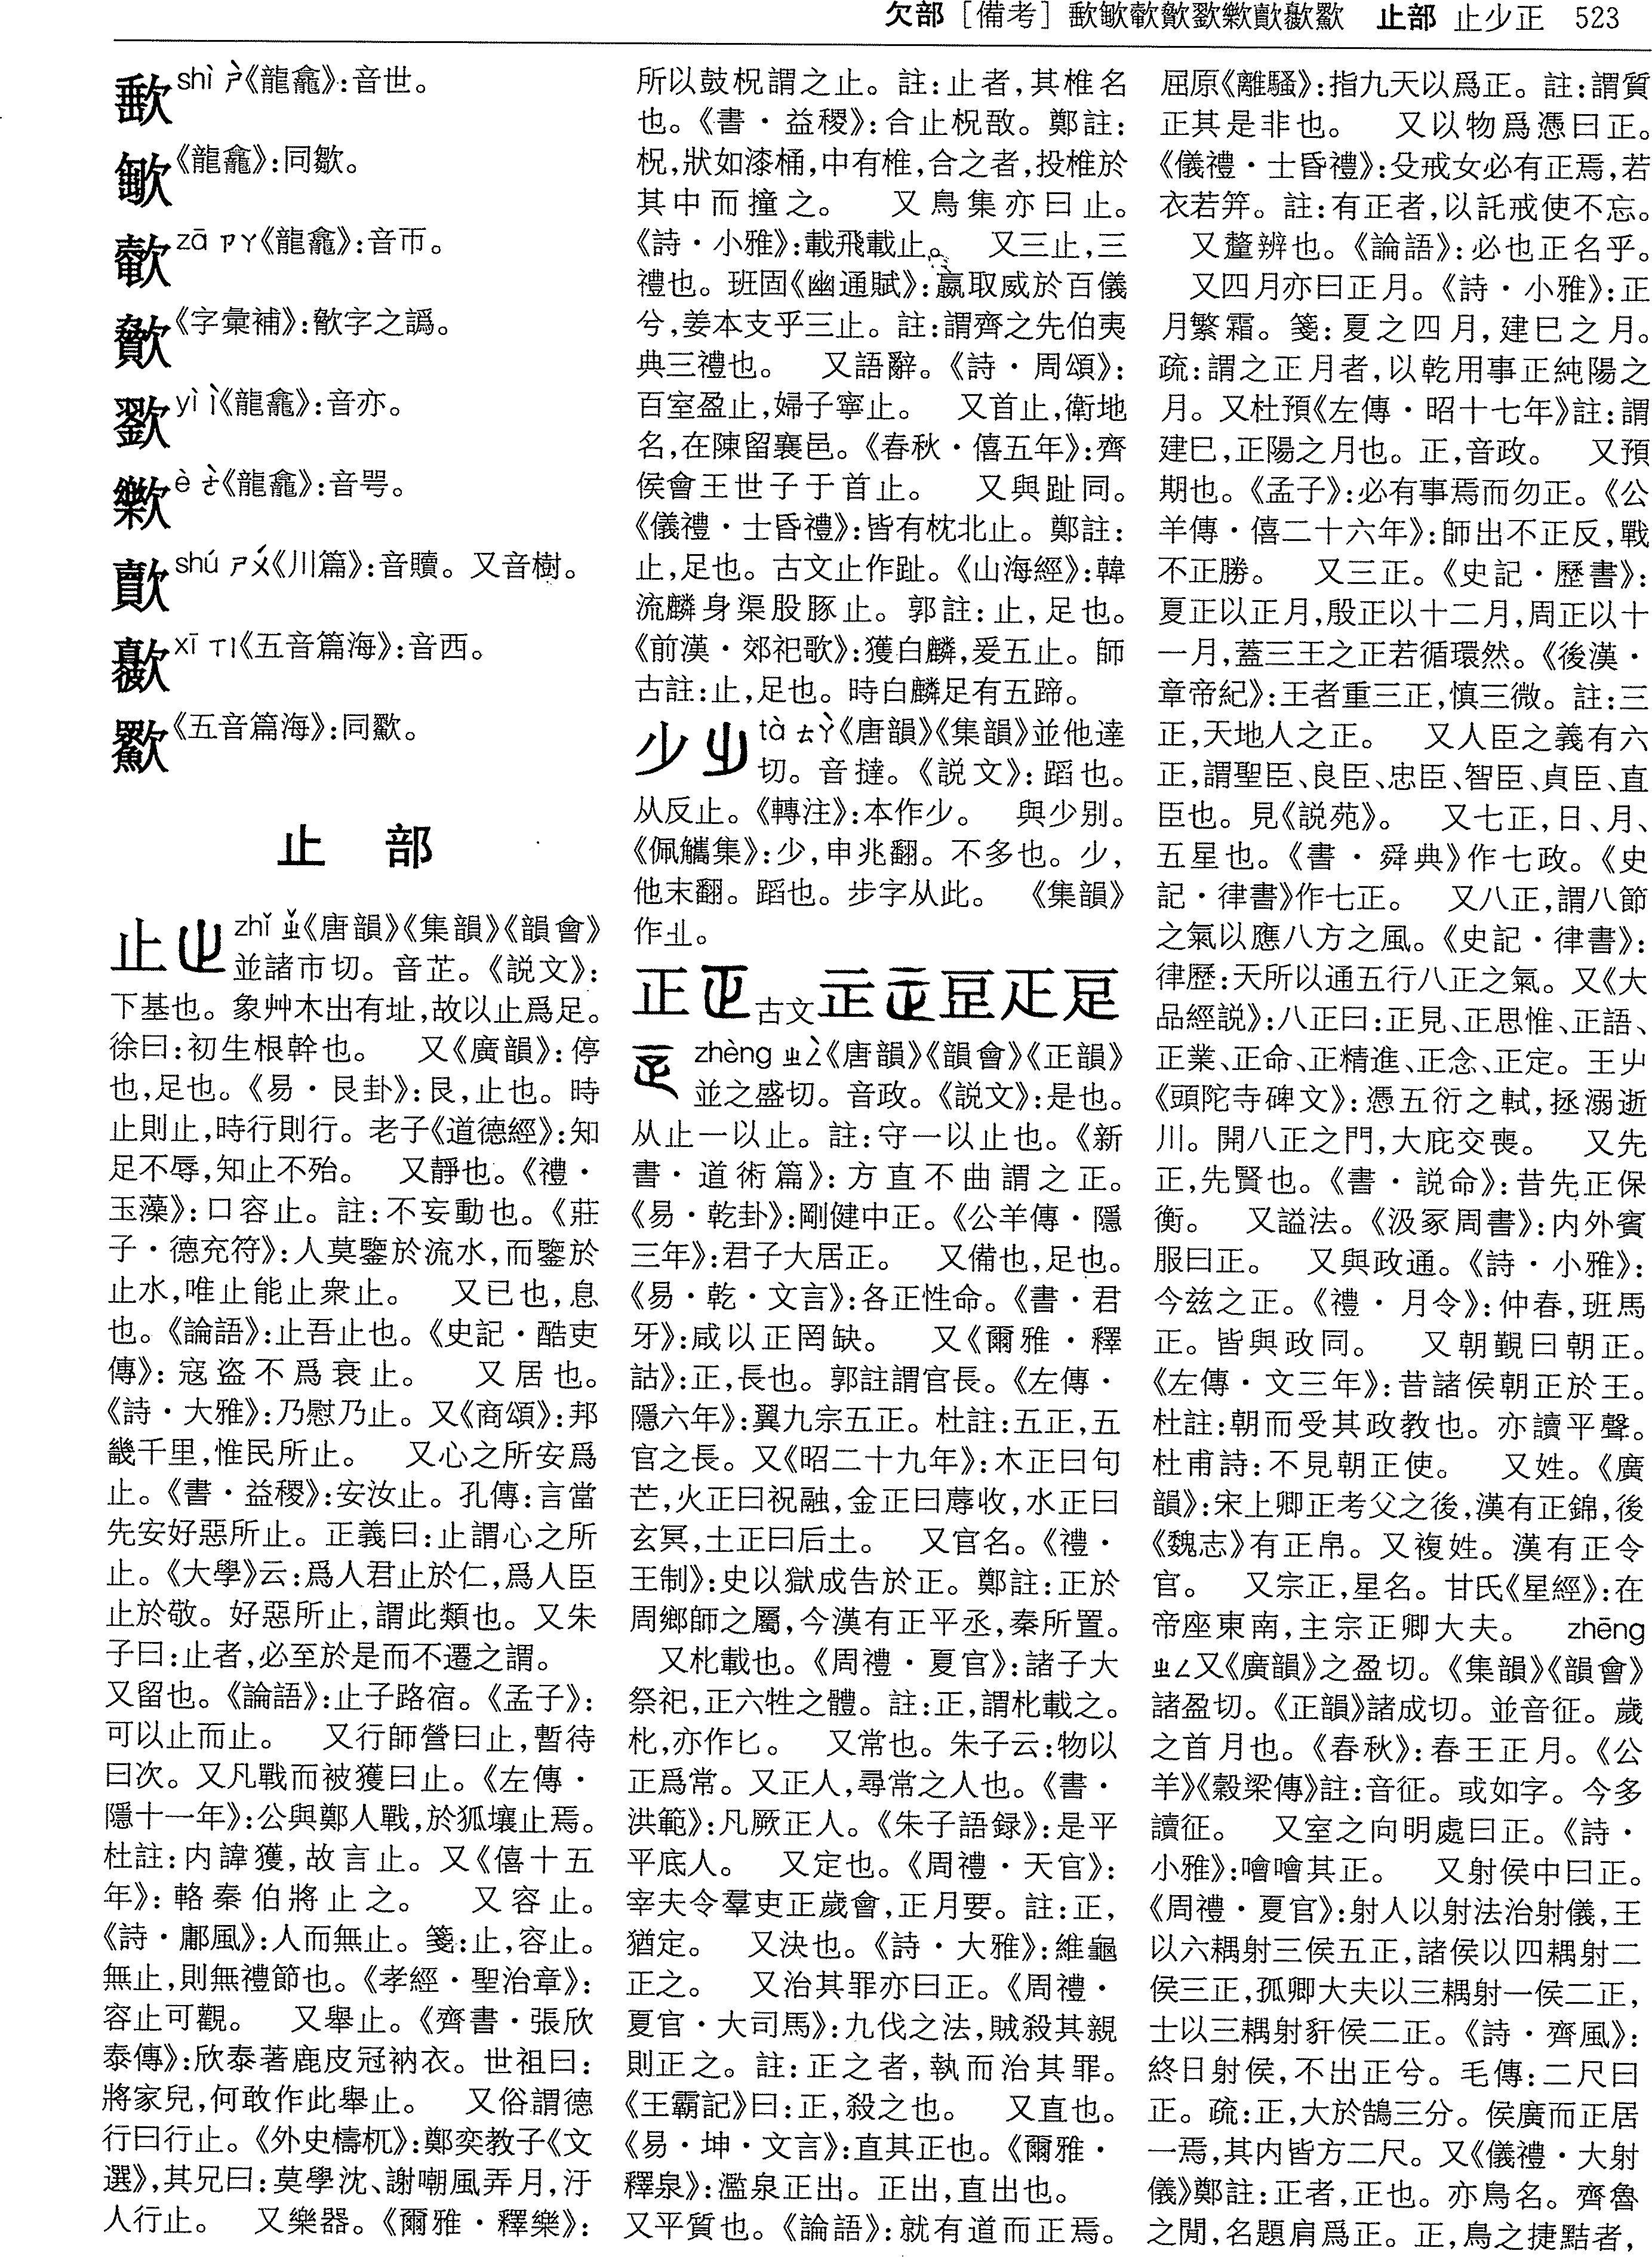 欠部 [備考] 止部 止少正 523
shì ㄕˋ《龍龕》:音世。
《龍龕》:同歈。
zā ㄗㄚ《龍龕》:音帀。
《字彙補》:字之譌。
yì ㄧˋ《龍龕》:音亦。
è ㄜˋ《龍龕》:音咢。
shú ㄕㄨˊ《川篇》:音贖。又音樹。
xī ㄒㄧ《五音篇海》:音西。
《五音篇海》:同歠。
止 部
止 zhǐ ㄓˇ《唐韻》《集韻》《韻會》
並諸市切。音芷。《説文》:
下基也。象艸木出有址,故以止爲足。
徐曰:初生根幹也。 又《廣韻》:停
也,足也。《易・艮卦》:艮,止也。時
止則止,時行則行。老子《道德經》:知
足不辱,知止不殆。 又靜也。《禮・
玉藻》:口容止。註:不妄動也。《莊
子・德充符》:人莫鑒於流水,而鑒於
止水,唯止能止衆止。 又已也,息
也。《論語》:止吾止也。《史記・酷吏
傳》:寇盗不爲衰止。 又居也。
《詩・大雅》:乃慰乃止。又《商頌》:邦
畿千里,惟民所止。 又心之所安爲
止。《書・益稷》:安汝止。孔傳:言當
先安好惡所止。正義曰:止謂心之所
止。《大學》云:爲人君止於仁,爲人臣
止於敬。好惡所止,謂此類也。又朱
子曰:止者,必至於是而不遷之謂。
又留也。《論語》:止子路宿。《孟子》:
可以止而止。 又行師營曰止,暫待
曰次。又凡戰而被獲曰止。《左傳・
隱十一年》:公與鄭人戰,於狐壤止焉。
杜註:内諱獲,故言止。又《僖十五
年》:輅秦伯將止之。 又容止。
《詩・鄘風》:人而無止。箋:止,容止。
無止,則無禮節也。《孝經・聖治章》:
容止可觀。 又舉止。《齊書・張欣
泰傳》:欣泰著鹿皮冠衲衣。世祖曰:
將家兒,何敢作此舉止。 又俗謂德
行曰行止。《外史檮杌》:鄭奕教子《文
選》,其兄曰:莫學沈、謝嘲風弄月,汙
人行止。 又樂器。《爾雅・釋樂》:
所以鼓柷謂之止。註:止者,其椎名
也。《書・益稷》:合止柷敔。鄭註:
柷,狀如漆桶,中有椎,合之者,投椎於
其中而撞之。 又鳥集亦曰止。
《詩・小雅》:載飛載止。 又三止,三
禮也。班固《幽通賦》:嬴取威於百儀
兮,姜本支乎三止。註:謂齊之先伯夷
典三禮也。 又語辭。《詩・周頌》:
百室盈止,婦子寧止。 又首止,衛地
名,在陳留襄邑。《春秋・僖五年》:齊
侯會王世子于首止。 又與趾同。
《儀禮・士昏禮》:皆有枕北止。鄭註:
止,足也。古文止作趾。《山海經》:韓
流麟身渠股豚止。郭註:止,足也。
《前漢・郊祀歌》:獲白麟,爰五止。師
古註:止,足也。時白麟足有五蹄。
少 tà ㄊㄚˋ《唐韻》《集韻》並他達
切。音撻。《説文》:蹈也。
从反止。《轉注》:本作少。 與少别。
《佩觿集》:少,申兆翻。不多也。少,
他末翻。蹈也。步字从此。 《集韻》
作。
正 古文
zhèng ㄓㄥˋ《唐韻》《韻會》《正韻》
並之盛切。音政。《説文》:是也。
从止一以止。註:守一以止也。《新
書・道術篇》:方直不曲謂之正。
《易・乾卦》:剛健中正。《公羊傳・隱
三年》:君子大居正。 又備也,足也。
《易・乾・文言》:各正性命。《書・君
牙》:咸以正罔缺。 又《爾雅・釋
詁》:正,長也。郭註謂官長。《左傳・
隱六年》:翼九宗五正。杜註:五正,五
官之長。又《昭二十九年》:木正曰句
芒,火正曰祝融,金正曰蓐收,水正曰
玄冥,土正曰后土。 又官名。《禮・
王制》:史以獄成告於正。鄭註:正於
周鄉師之屬,今漢有正平丞,秦所置。
又朼載也。《周禮・夏官》:諸子大
祭祀,正六牲之體。註:正,謂朼載之。
朼,亦作匕。 又常也。朱子云:物以
正爲常。又正人,尋常之人也。《書・
洪範》:凡厥正人。《朱子語録》:是平
平底人。 又定也。《周禮・天官》:
宰夫令羣吏正歲會,正月要。註:正,
猶定。 又決也。《詩・大雅》:維龜
正之。 又治其罪亦曰正。《周禮・
夏官・大司馬》:九伐之法,賊殺其親
則正之。註:正之者,執而治其罪。
《王霸記》曰:正,殺之也。 又直也。
《易・坤・文言》:直其正也。《爾雅・
釋泉》:濫泉正出。正出,直出也。
又平質也。《論語》:就有道而正焉。
屈原《離騷》:指九天以爲正。註:謂質
正其是非也。 又以物爲憑曰正。
《儀禮・士昏禮》:父戒女必有正焉,若
衣若笄。註:有正者,以託戒使不忘。
又釐辨也。《論語》:必也正名乎。
又四月亦曰正月。《詩・小雅》:正
月繁霜。箋:夏之四月,建巳之月。
疏:謂之正月者,以乾用事正純陽之
月。又杜預《左傳・昭十七年》註:謂
建巳,正陽之月也。正,音政。 又預
期也。《孟子》:必有事焉而勿正。《公
羊傳・僖二十六年》:師出不正反,戰
不正勝。 又三正。《史記・歷書》:
夏正以正月,殷正以十二月,周正以十
一月,蓋三王之正若循環然。《後漢・
章帝紀》:王者重三正,慎三微。註:三
正,天地人之正。 又人臣之義有六
正,謂聖臣、良臣、忠臣、智臣、貞臣、直
臣也。見《説苑》。 又七正,日、月、
五星也。《書・舜典》作七政。《史
記・律書》作七正。 又八正,謂八節
之氣以應八方之風。《史記・律書》:
律歷:天所以通五行八正之氣。又《大
品經説》:八正曰:正見、正思惟、正語、
正業、正命、正精進、正念、正定。王屮
《頭陀寺碑文》:憑五衍之軾,拯溺逝
川。開八正之門,大庇交喪。 又先
正,先賢也。《書・説命》:昔先正保
衡。 又謚法。《汲冢周書》:内外賓
服曰正。 又與政通。《詩・小雅》:
今兹之正。《禮・月令》:仲春,班馬
正。皆與政同。 又朝覲曰朝正。
《左傳・文三年》:昔諸侯朝正於王。
杜註:朝而受其政教也。亦讀平聲。
杜甫詩:不見朝正使。 又姓。《廣
韻》:宋上卿正考父之後,漢有正錦,後
《魏志》有正帛。又複姓。漢有正令
官。 又宗正,星名。甘氏《星經》:在
帝座東南,主宗正卿大夫。 zhēng
ㄓㄥ又《廣韻》之盈切。《集韻》《韻會》
諸盈切。《正韻》諸成切。並音征。歲
之首月也。《春秋》:春王正月。《公
羊》《穀梁傳》註:音征。或如字。今多
讀征。 又室之向明處曰正。《詩・
小雅》:噲噲其正。 又射侯中曰正。
《周禮・夏官》:射人以射法治射儀,王
以六耦射三侯五正,諸侯以四耦射二
侯三正,孤卿大夫以三耦射一侯二正,
士以三耦射豻侯二正。《詩・齊風》:
終日射侯,不出正兮。毛傳:二尺曰
正。疏:正,大於鵠三分。侯廣而正居
一焉,其内皆方二尺。又《儀禮・大射
儀》鄭註:正者,正也。亦鳥名。齊魯
之閒,名題肩爲正。正,鳥之捷黠者,